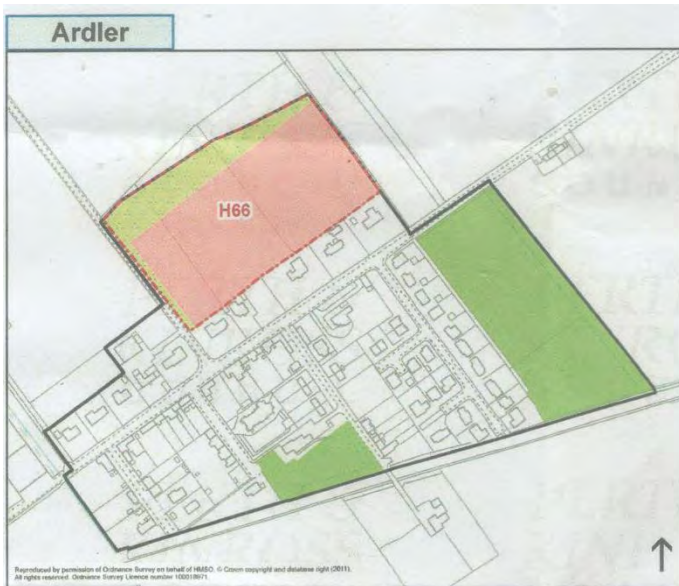 Ardler
H66
Reproduced by permission of Ordnance Survey on behalf of HMSO. © Crown copyright and database right (2011).
All rights reserved. Ordnance Survey Licence number 100016971.